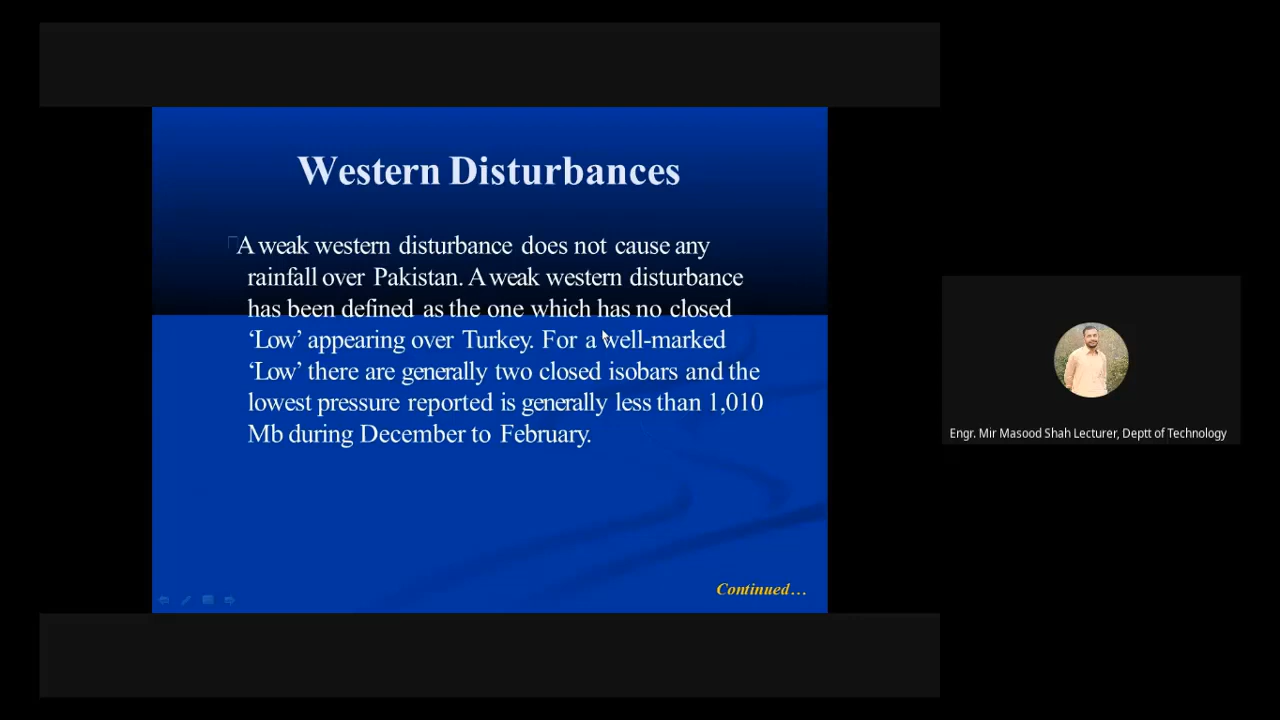 Western Disturbances
A weak western disturbance does not cause any
rainfall over Pakistan. A weak western disturbance
has been defined as the one which has no closed
‘Low’ appearing over Turkey. For a well-marked
‘Low’ there are generally two closed isobars and the
lowest pressure reported is generally less than 1,010
Mb during December to February.
Continued…
Engr. Mir Masood Shah Lecturer, Deptt of Technology